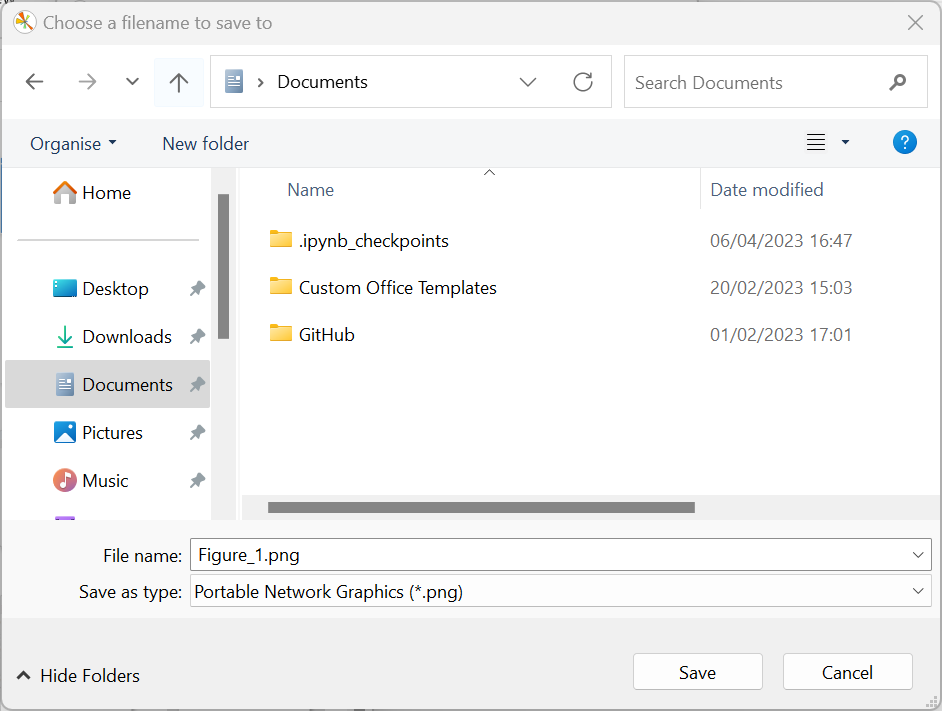 Choose a filename to save to
Documents
Search Documents
Organise
New folder
?
Home
Desktop
Downloads
Documents
Pictures
Music
Name
Date modified
.ipynb_checkpoints 06/04/2023 16:47
Custom Office Templates 20/02/2023 15:03
GitHub 01/02/2023 17:01
File name: Figure_1.png
Save as type: Portable Network Graphics (*.png)
Hide Folders
Save
Cancel